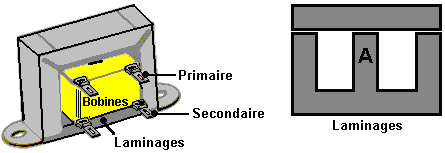 Primaire
Bobines
Secondaire
Laminages
A
Laminages